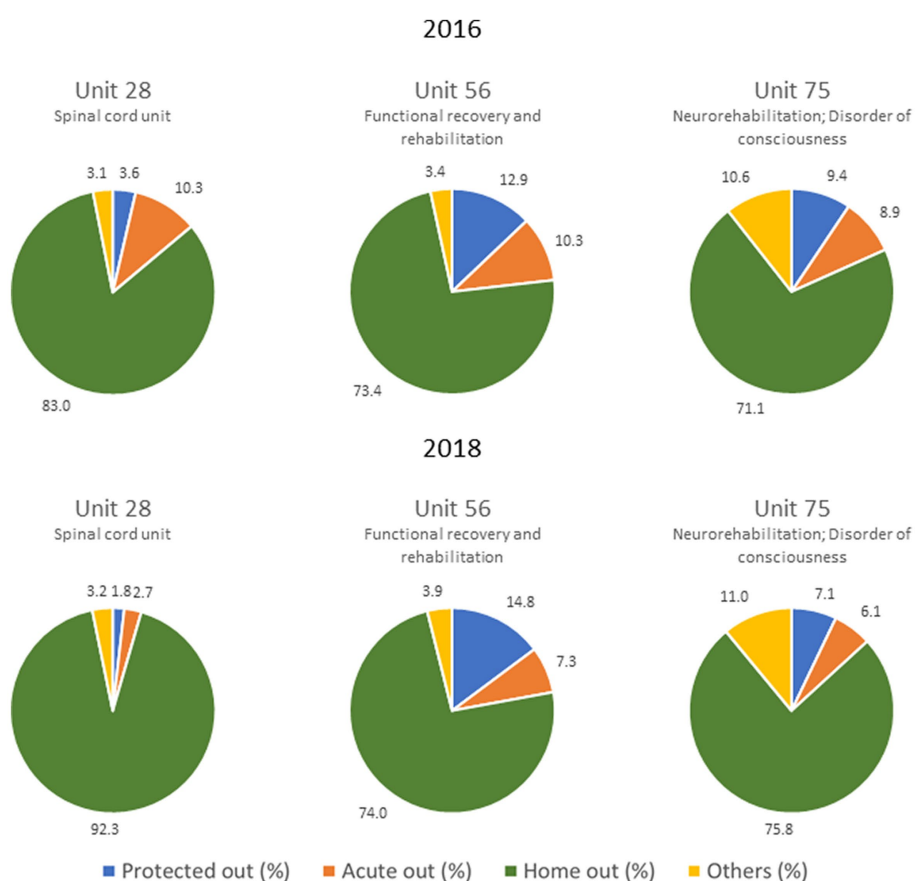 2016
Unit 28
Spinal cord unit
Unit 56
Functional recovery and
rehabilitation
Unit 75
Neurorehabilitation; Disorder of
consciousness
3.1 3.6
10.3
83.0
3.4
12.9
10.3
73.4
10.6
9.4
8.9
71.1
2018
Unit 28
Spinal cord unit
Unit 56
Functional recovery and
rehabilitation
Unit 75
Neurorehabilitation; Disorder of
consciousness
3.2 1.8 2.7
92.3
3.9
14.8
7.3
74.0
11.0
7.1
6.1
75.8
Protected out (%) Acute out (%) Home out (%) Others (%)